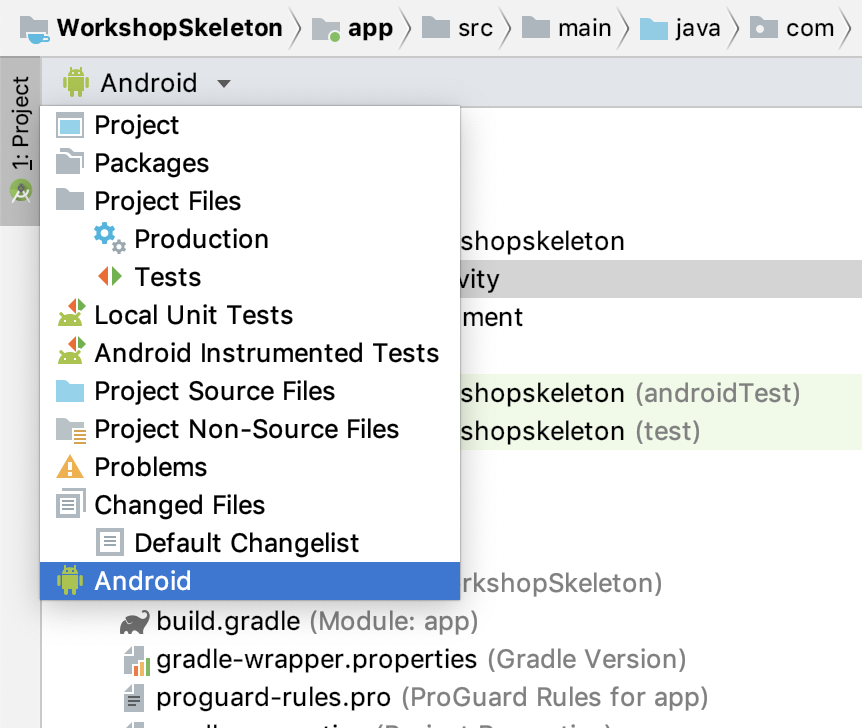 WorkshopSkeleton app src main java com
1: Project
Android
Project
Packages
Project Files
Production
shopskeleton
Tests
vity
Local Unit Tests
ment
Android Instrumented Tests
Project Source Files
shopskeleton (androidTest)
Project Non-Source Files
shopskeleton (test)
Problems
Changed Files
Default Changelist
Android
rkshopSkeleton)
build.gradle (Module: app)
gradle-wrapper.properties (Gradle Version)
proguard-rules.pro (ProGuard Rules for app)